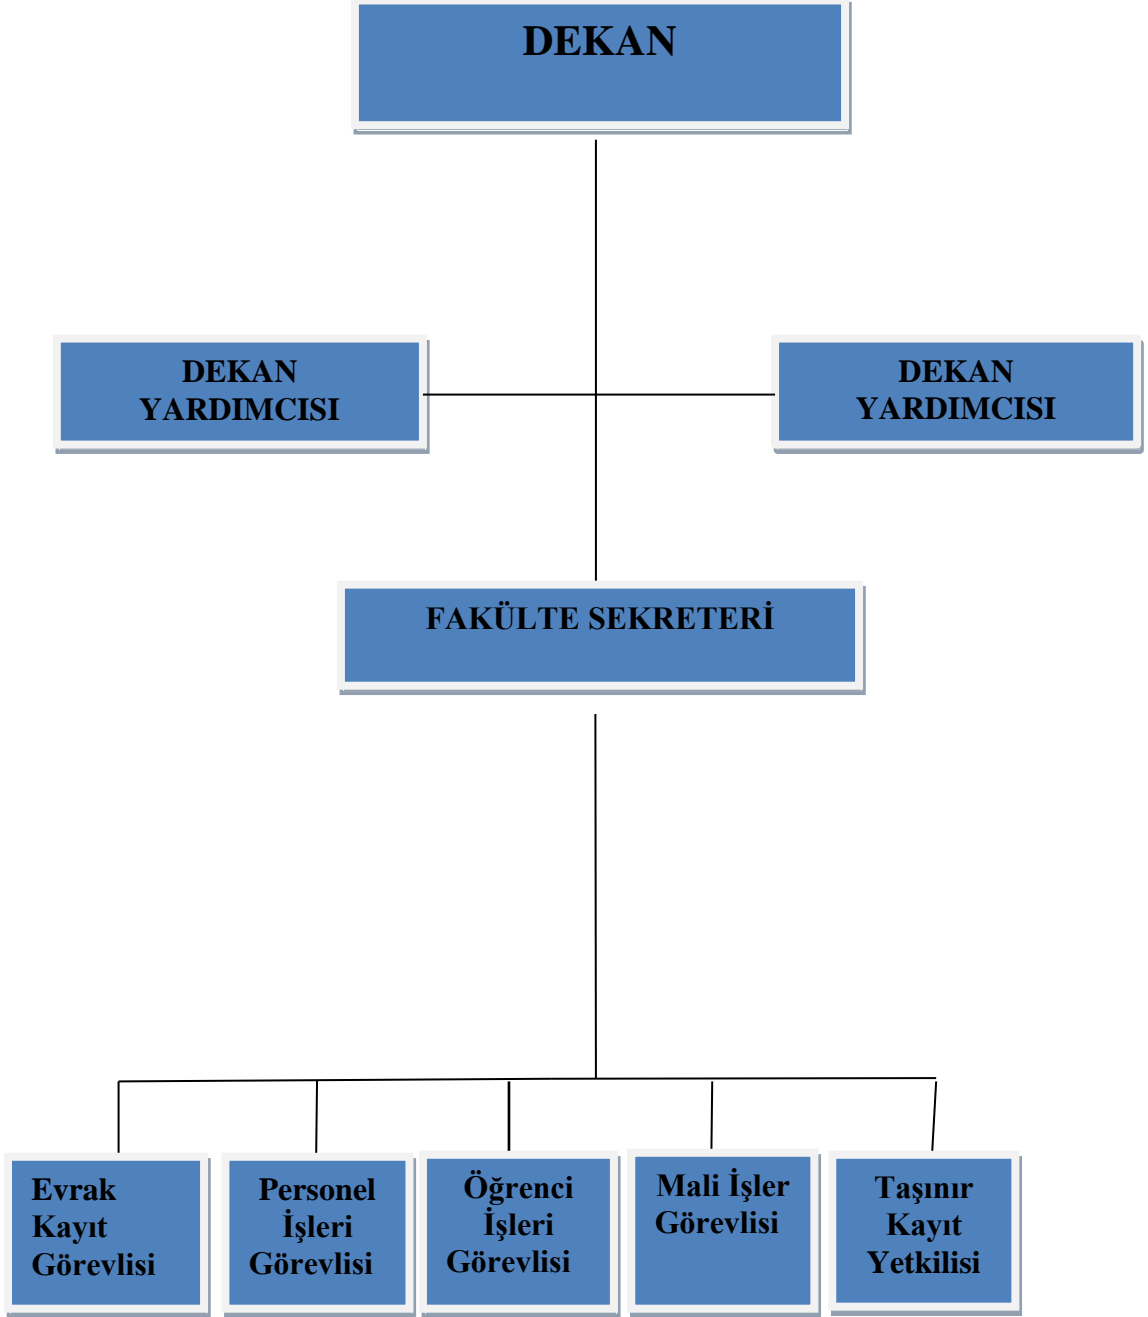 DEKAN
DEKAN
YARDIMCISI
DEKAN
YARDIMCISI
FAKÜLTE SEKRETERİ
Evrak
Kayıt
Görevlisi
Personel
İşleri
Görevlisi
Öğrenci
İşleri
Görevlisi
Mali İşler
Görevlisi
Taşınır
Kayıt
Yetkilisi